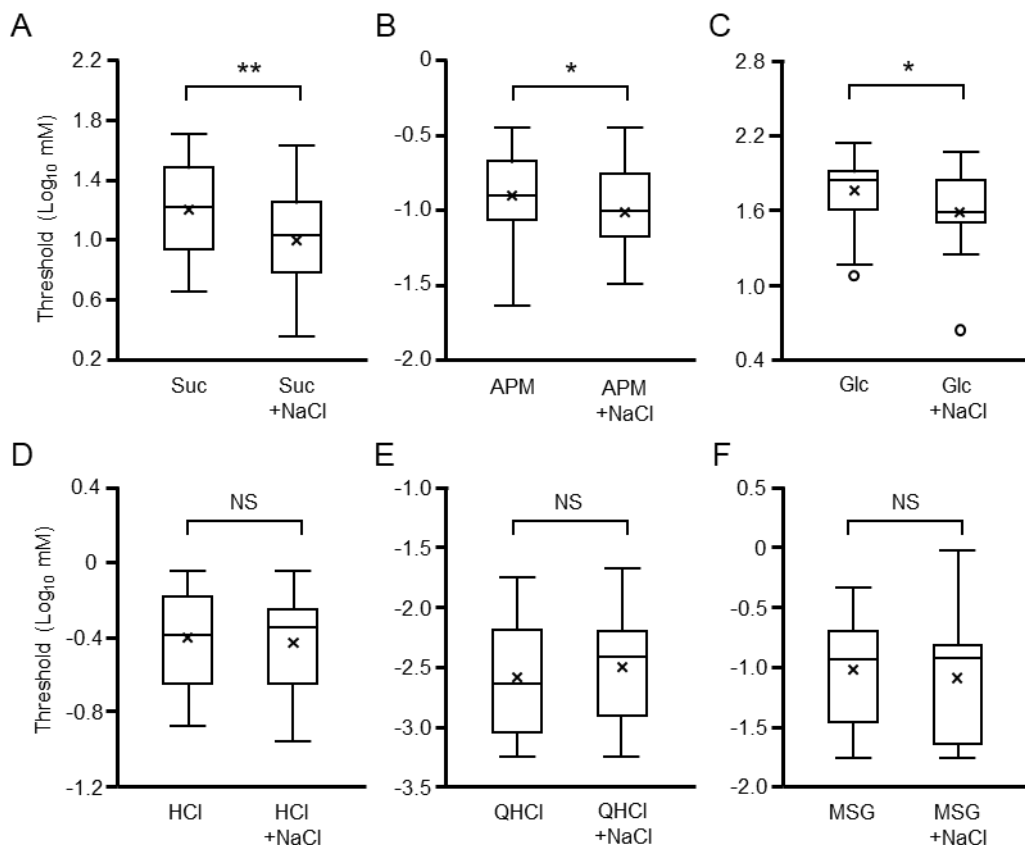 A
B
C
Threshold (Log10 mM)
2.2
1.8
1.4
1.0
0.6
0.2
**
Suc
Suc
+NaCl
0
−0.5
−1.0
−1.5
−2.0
*
APM
APM
+NaCl
2.8
2.2
1.6
1.0
0.4
*
Glc
Glc
+NaCl
D
E
F
Threshold (Log10 mM)
0.4
0
-0.4
-0.8
-1.2
NS
HCl
HCl
+NaCl
-1.0
-1.5
-2.0
-2.5
-3.0
-3.5
NS
QHCl
QHCl
+NaCl
0.5
0
-0.5
-1.0
-1.5
-2.0
NS
MSG
MSG
+NaCl